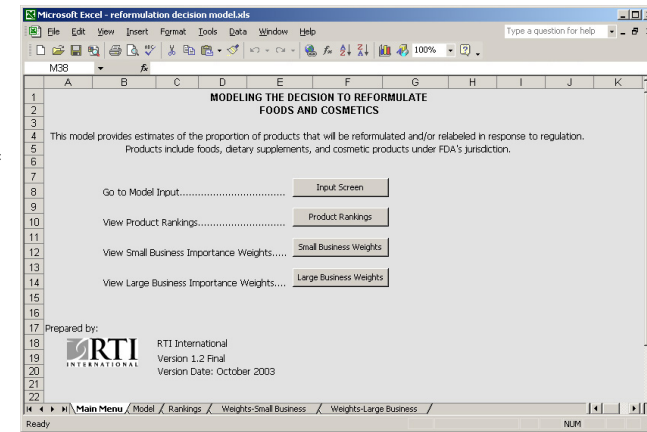 Microsoft Excel - reformulation decision model.xls
File Edit View Insert Format Tools Data Window Help
Type a question for help
100%
M38 fx
A B C D E F G H I J K
1 MODELING THE DECISION TO REFORMULATE
2 FOODS AND COSMETICS
3
4 This model provides estimates of the proportion of products that will be reformulated and/or relabeled in response to regulation.
5 Products include foods, dietary supplements, and cosmetic products under FDA's jurisdiction.
6
7
8 Go to Model Input.................................. Input Screen
9
10 View Product Rankings............................ Product Rankings
11
12 View Small Business Importance Weights..... Small Business Weights
13
14 View Large Business Importance Weights.... Large Business Weights
15
16
17 Prepared by:
18 RTI RTI International
19 INTERNATIONAL Version 1.2 Final
20 Version Date: October 2003
21
22
Main Menu Model Rankings Weights-Small Business Weights-Large Business
Ready NUM